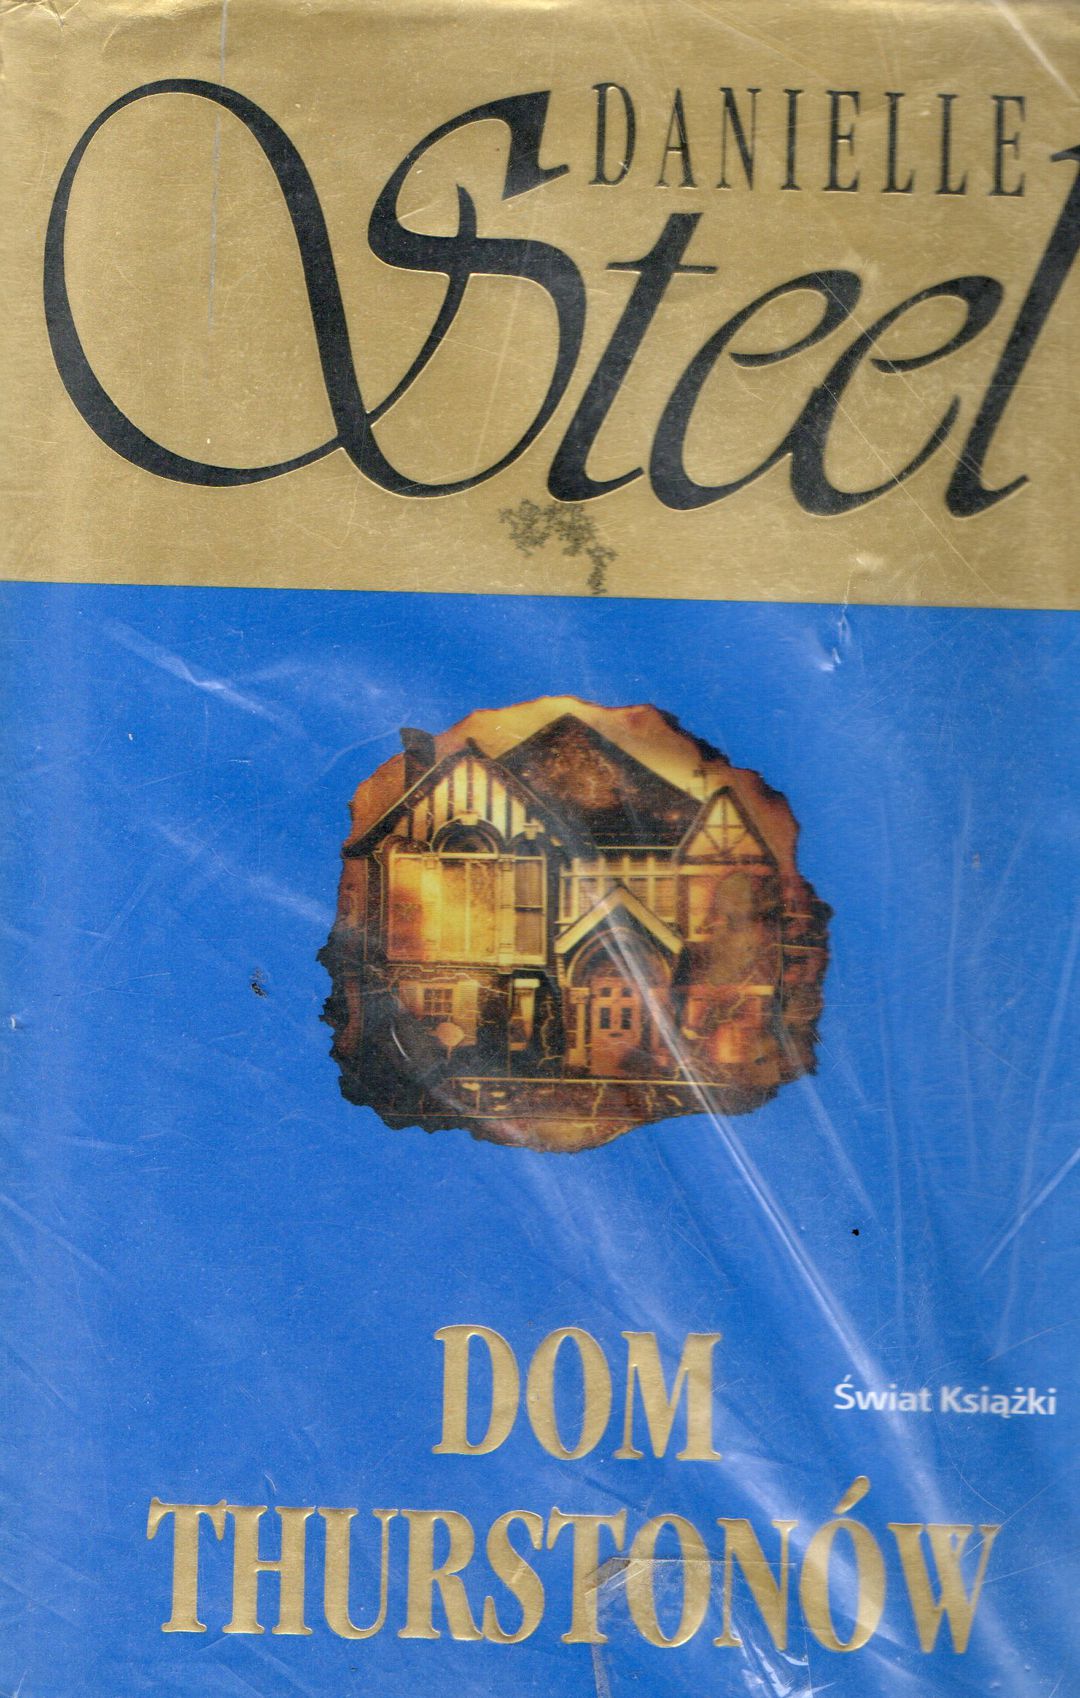 DANIELLE
Steel
DOM
Świat Książki
THURSTONÓW